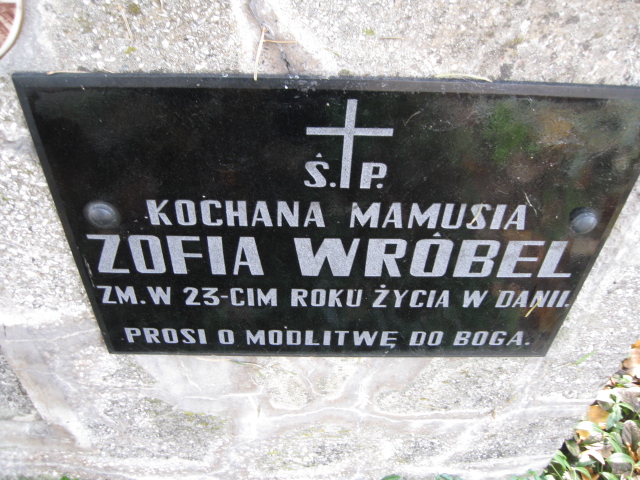 Ś.P.
KOCHANA MAMUSIA
ZOFIA WRÓBEL
ZM. W 23-CIM ROKU ŻYCIA W DANII.
PROSI O MODLITWĘ DO BOGA.